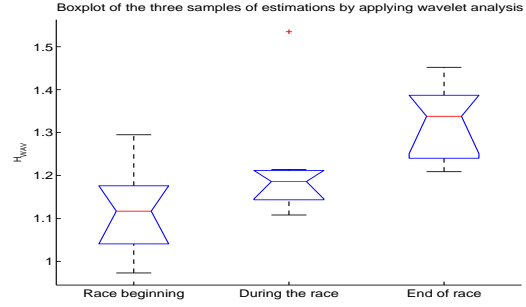 Boxplot of the three samples of estimations by applying wavelet analysis
1.5
1.4
1.3
1.2
1.1
1
H_WAV
Race beginning During the race End of race